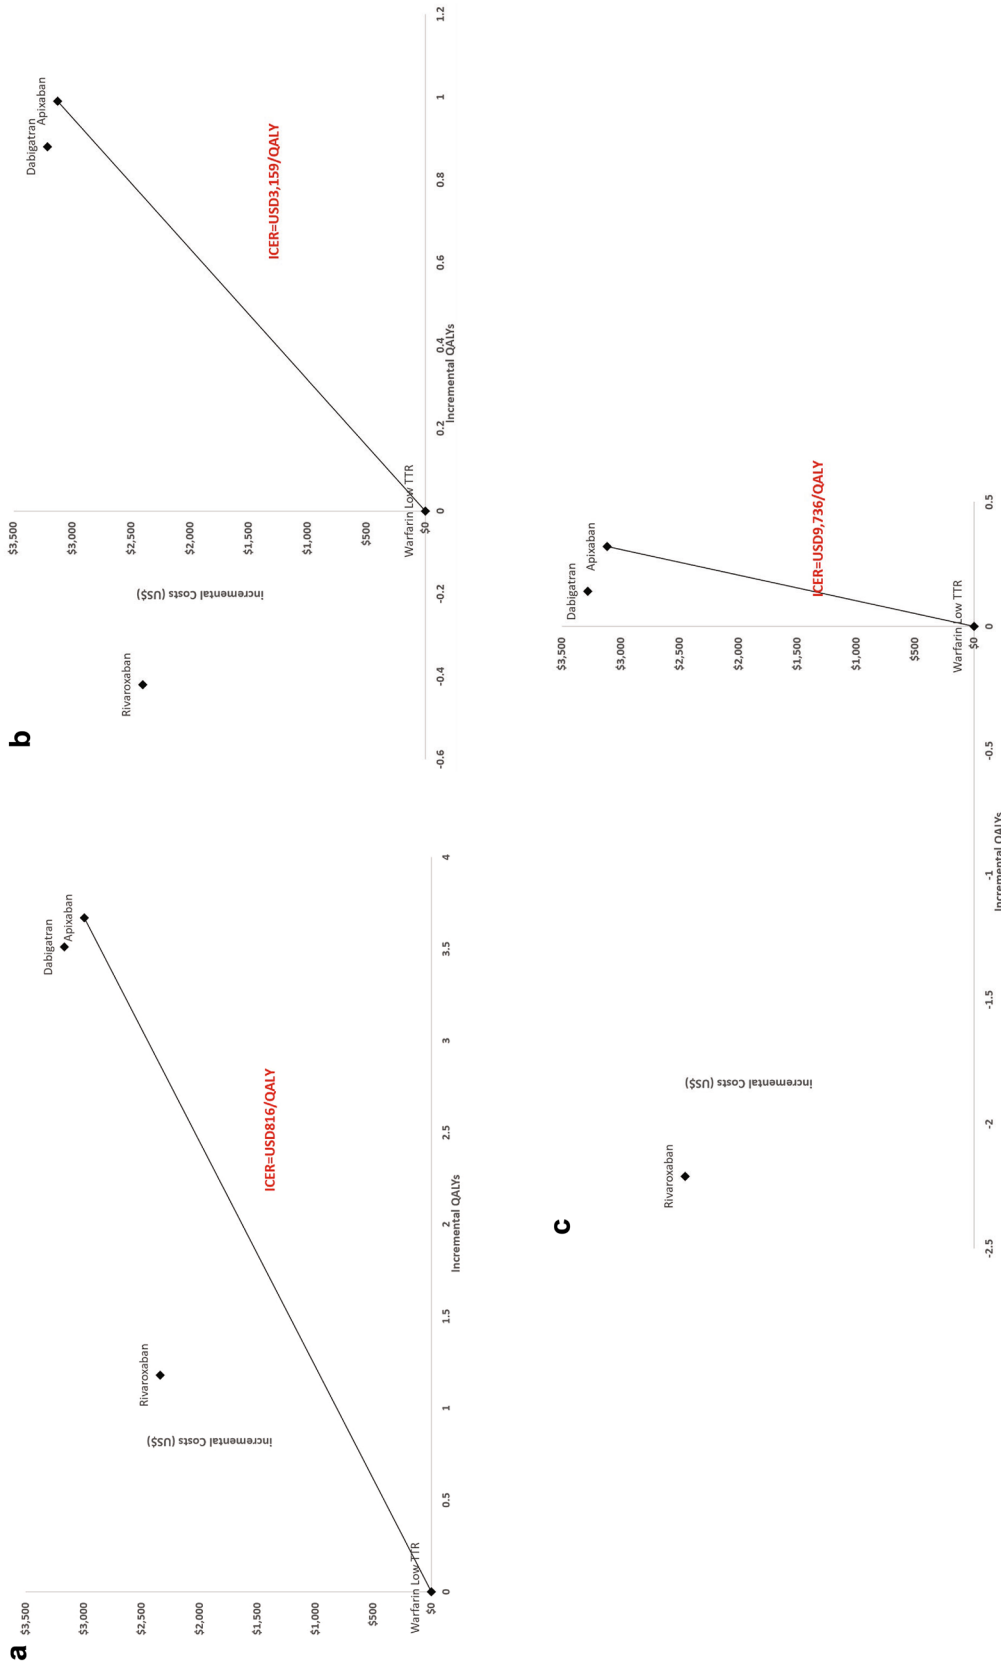 a
$3,500
$3,000
$2,500
$2,000
$1,500
$1,000
$500
$0
incremental Costs (US$)
Dabigatran
Apixaban
Rivaroxaban
Warfarin Low TTR
ICER=USD816/QALY
0
0.5
1
1.5
2
2.5
3
3.5
4
Incremental QALYs
b
$3,500
$3,000
$2,500
$2,000
$1,500
$1,000
$500
$0
incremental Costs (US$)
Dabigatran
Apixaban
Rivaroxaban
Warfarin Low TTR
ICER=USD3,159/QALY
-0.6
-0.4
-0.2
0
0.2
0.4
0.6
0.8
1
1.2
Incremental QALYs
c
$3,500
$3,000
$2,500
$2,000
$1,500
$1,000
$500
$0
incremental Costs (US$)
Dabigatran
Apixaban
Rivaroxaban
Warfarin Low TTR
ICER=USD9,736/QALY
-2.5
-2
-1.5
-1
-0.5
0
0.5
Incremental QALYs